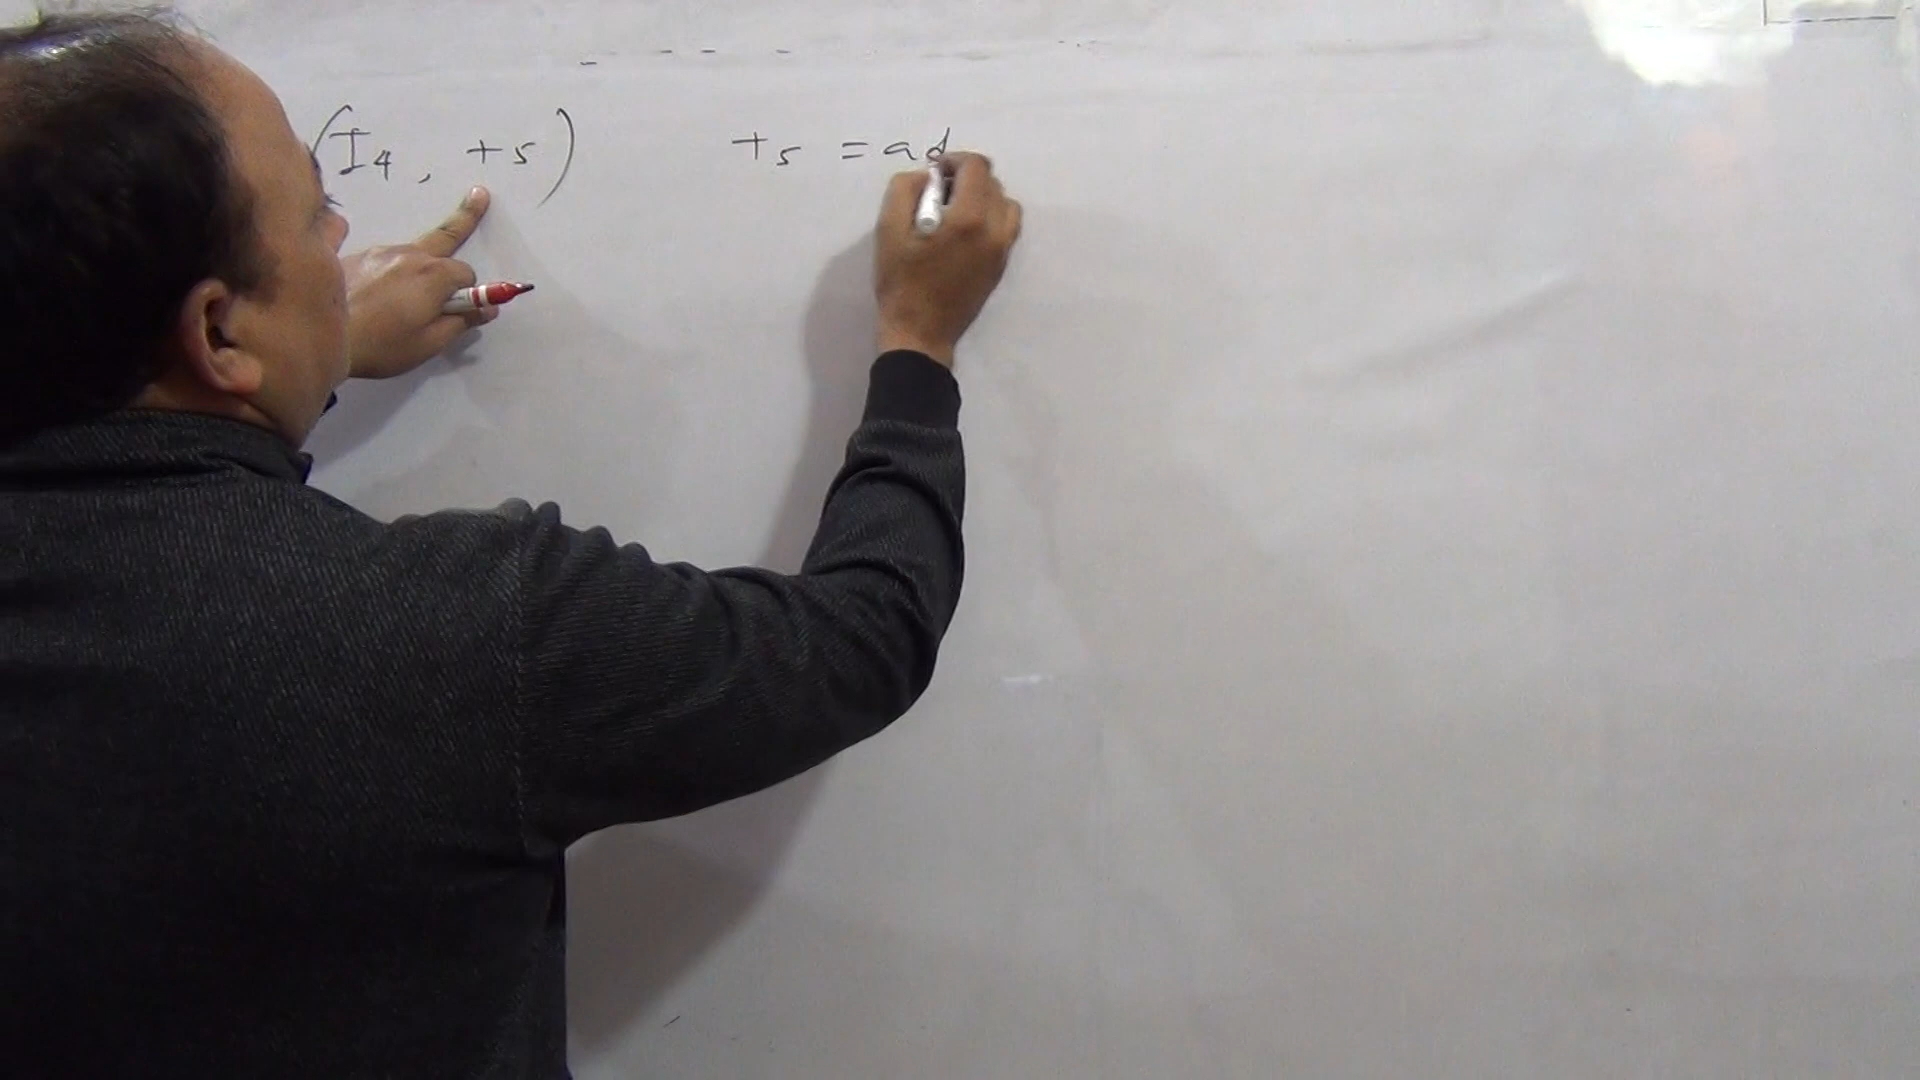 (I₄, +₅) +₅ = ad